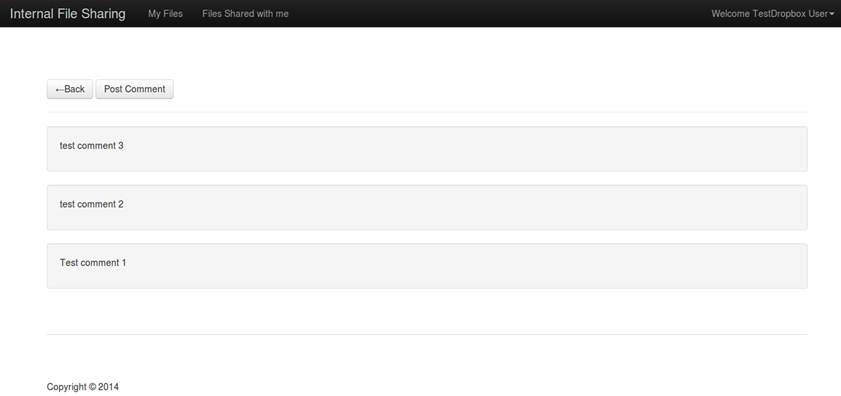 Internal File Sharing My Files Files Shared with me Welcome TestDropbox User
←Back Post Comment
test comment 3
test comment 2
Test comment 1
Copyright © 2014